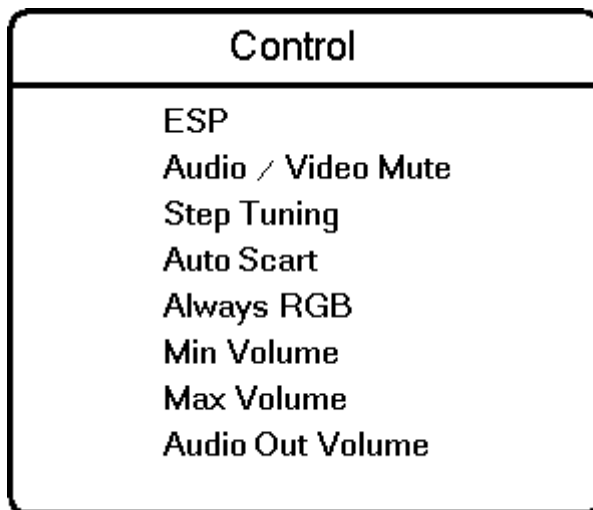 Control
ESP
Audio / Video Mute
Step Tuning
Auto Scart
Always RGB
Min Volume
Max Volume
Audio Out Volume